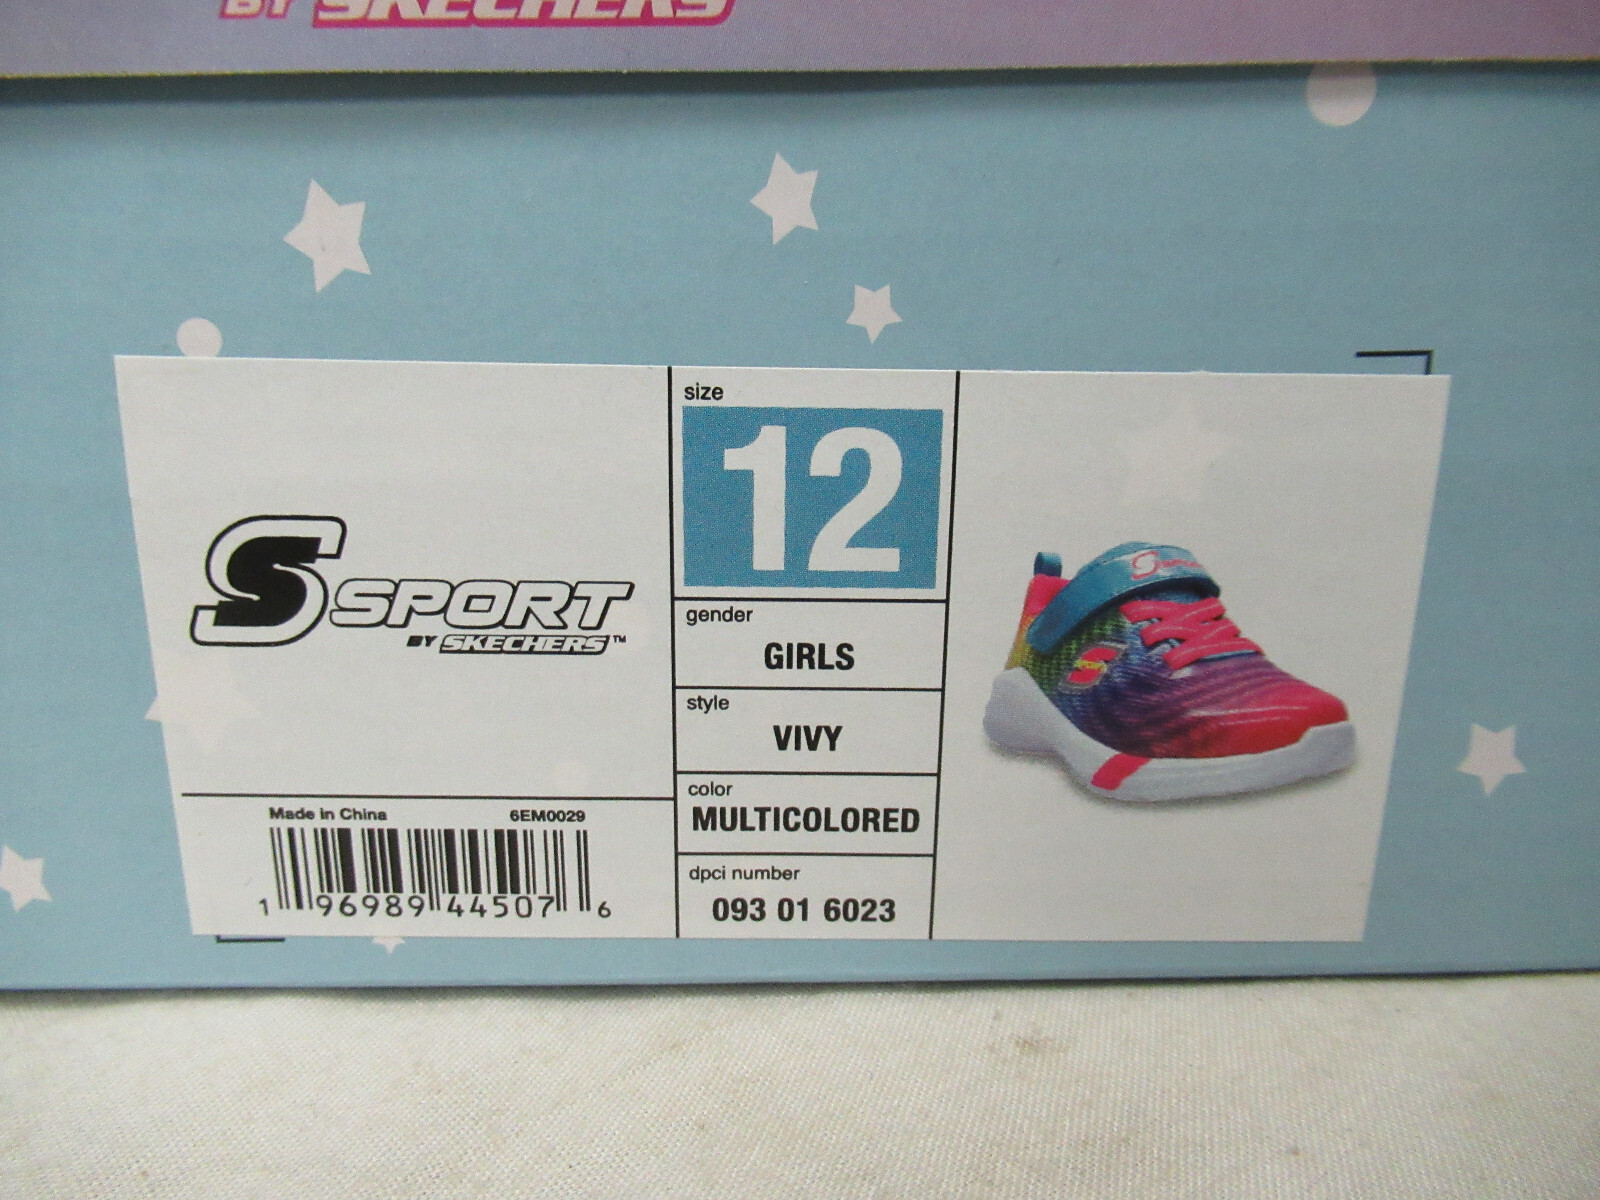 BY SKECHERS
S SPORT
BY SKECHERS™
Made in China 6EM0029
1 96989 44507 6
size
12
gender
GIRLS
style
VIVY
color
MULTICOLORED
dpci number
093 01 6023
S